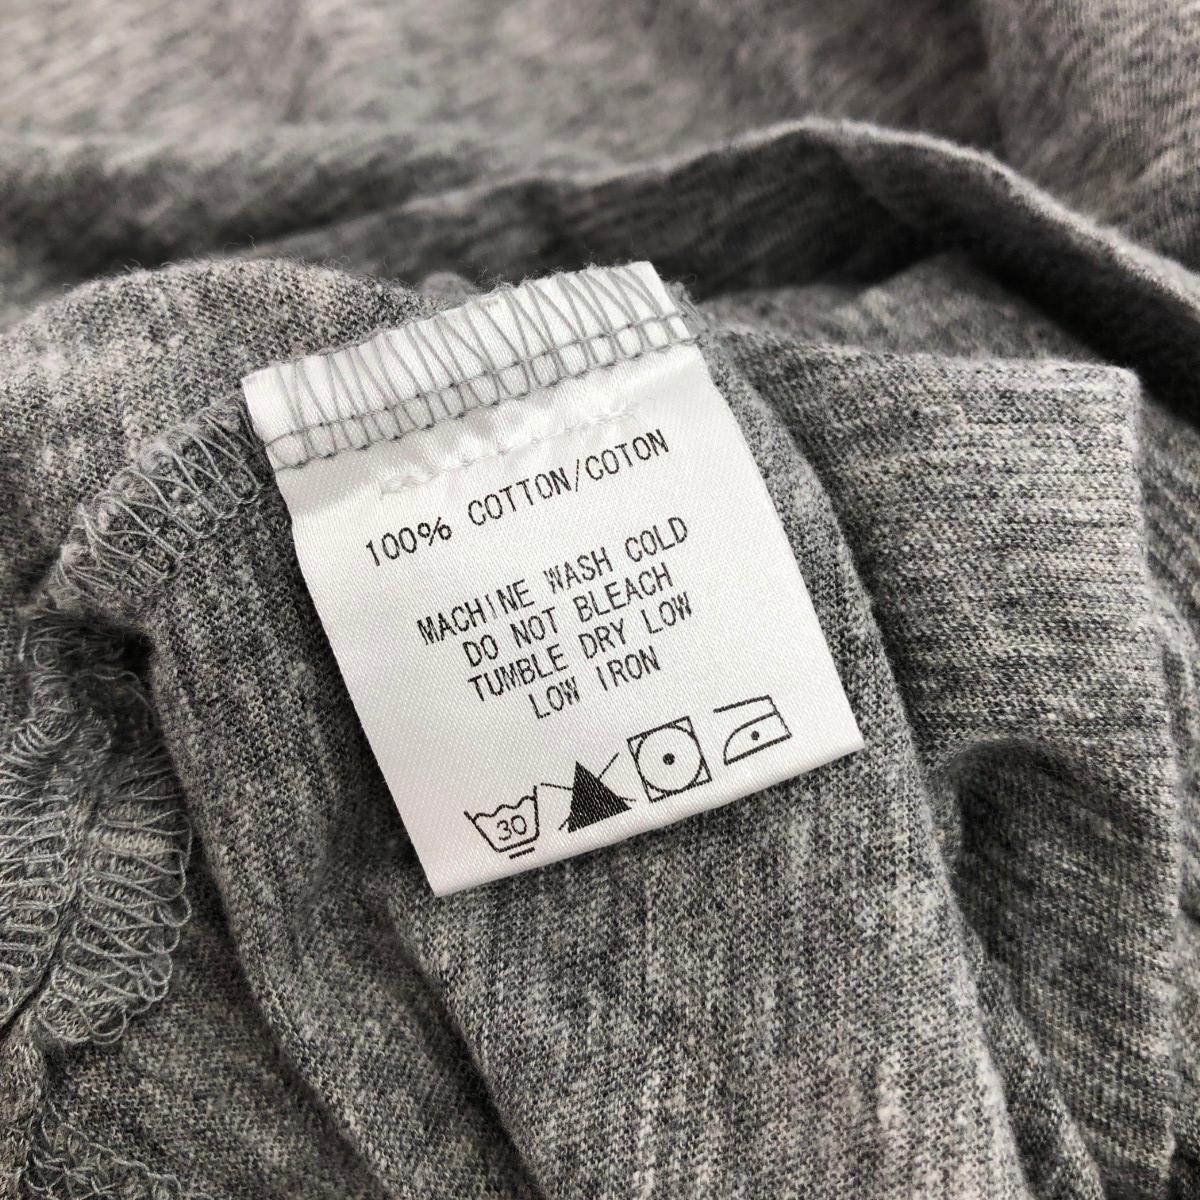 100% COTTON/COTON
MACHINE WASH COLD
DO NOT BLEACH
TUMBLE DRY LOW
LOW IRON
30